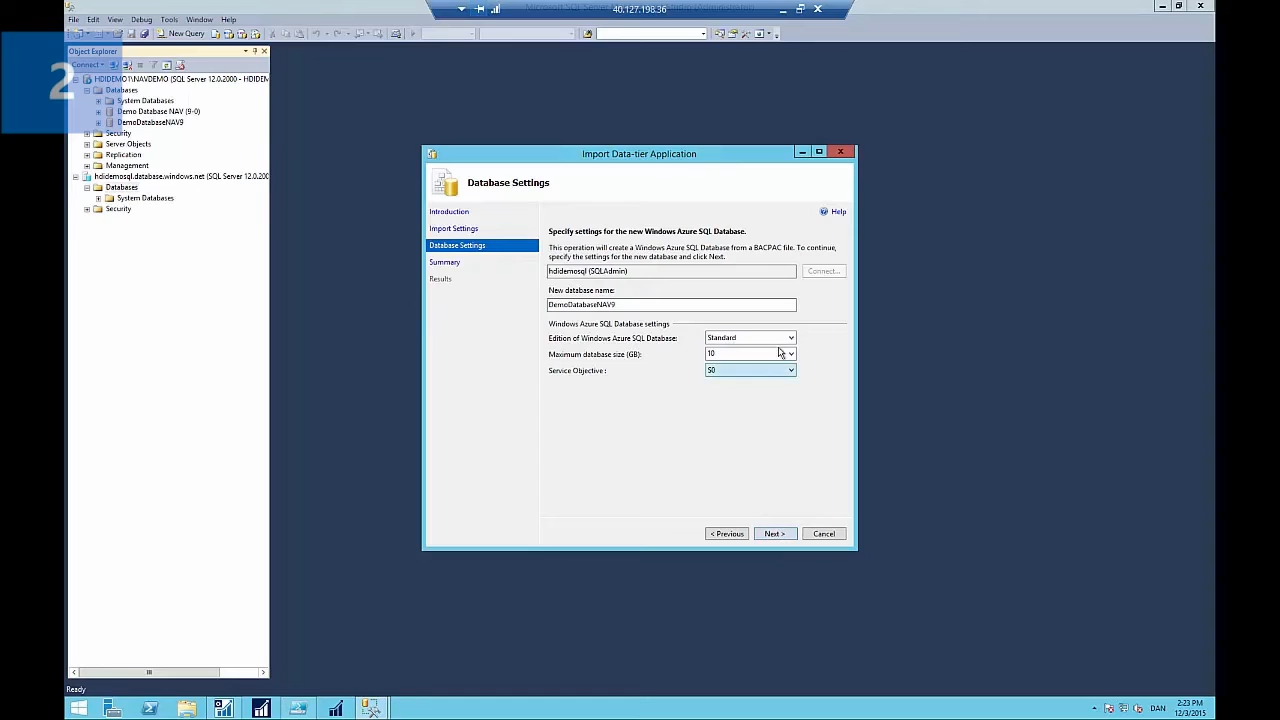 40.127.198.36
File Edit View Debug Tools Window Help
New Query
2
Object Explorer
Connect
HDIDEMO1\NAVDEMO (SQL Server 12.0.2000 - HDIDEM
Databases
System Databases
Demo Database NAV (9-0)
DemoDatabaseNAV9
Security
Server Objects
Replication
Management
hdidemosql.database.windows.net (SQL Server 12.0.200
Databases
System Databases
Security
Import Data-tier Application
Database Settings
Introduction
Import Settings
Database Settings
Summary
Results
Help
Specify settings for the new Windows Azure SQL Database.
This operation will create a Windows Azure SQL Database from a BACPAC file. To continue,
specify the settings for the new database and click Next.
hdidemosql (SQLAdmin) Connect...
New database name:
DemoDatabaseNAV9
Windows Azure SQL Database settings
Edition of Windows Azure SQL Database: Standard
Maximum database size (GB): 10
Service Objective : S0
< Previous Next > Cancel
Ready
DAN
2:23 PM
12/3/2015